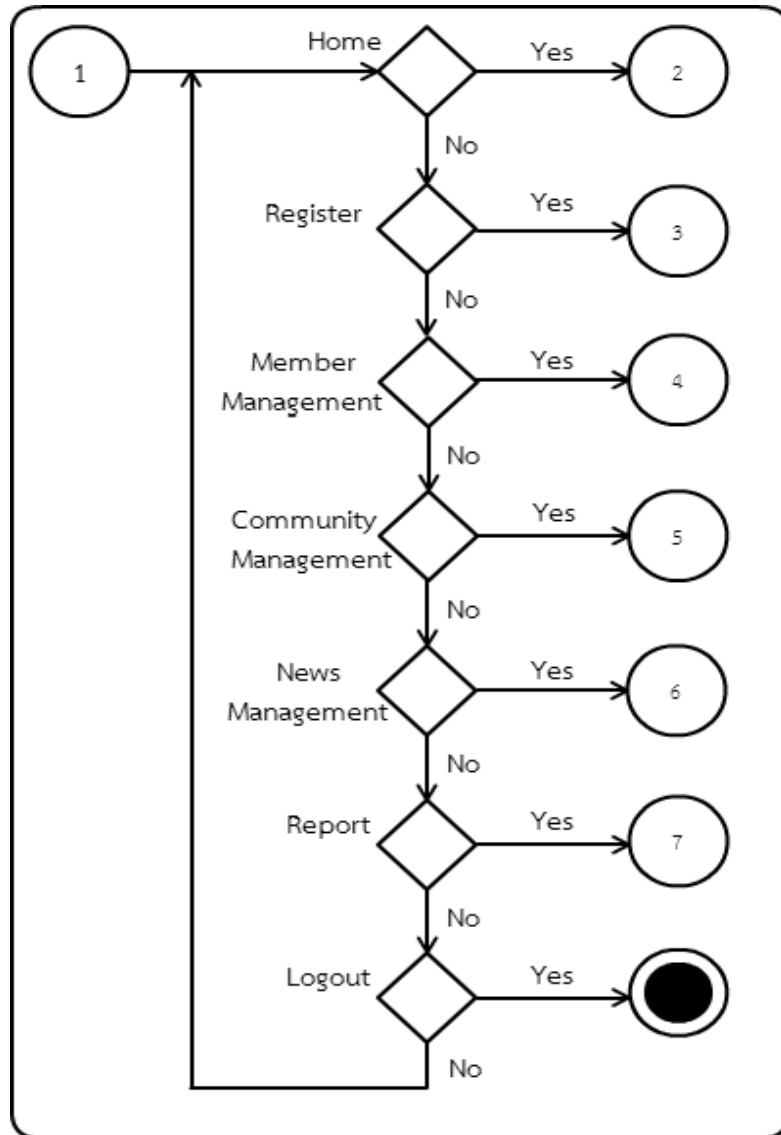 Home
Yes
1
2
No
Register
Yes
3
No
Member
Management
Yes
4
No
Community
Management
Yes
5
No
News
Management
Yes
6
No
Report
Yes
7
No
Logout
Yes
No